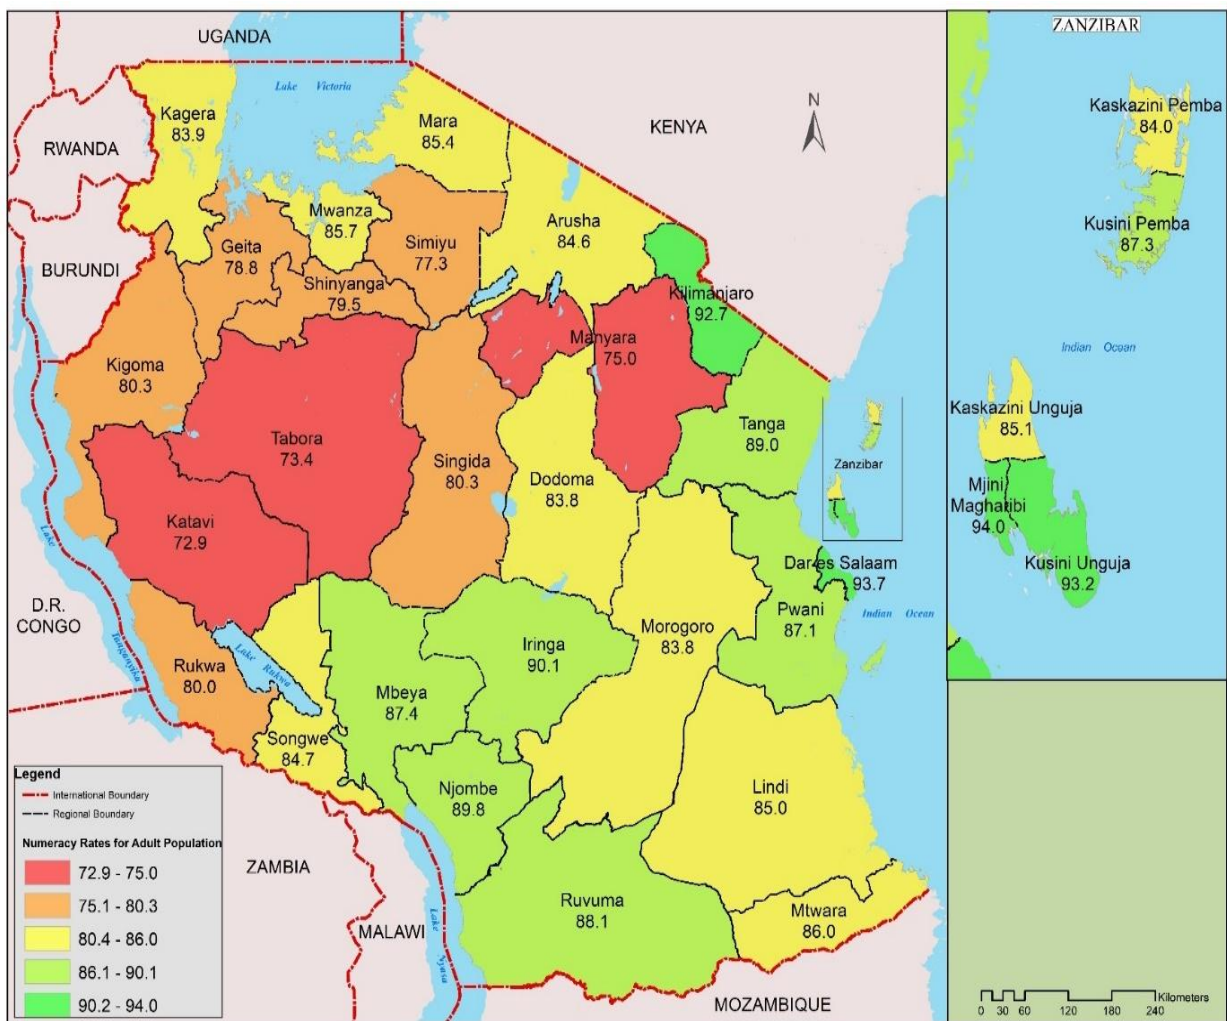 UGANDA
Lake Victoria
Kagera
83.9
Mara
85.4
KENYA
N
RWANDA
Mwanza
85.7
Arusha
84.6
Geita
78.8
Simiyu
77.3
BURUNDI
Shinyanga
79.5
Kilimanjaro
92.7
Manyara
75.0
Kigoma
80.3
Tabora
73.4
Singida
80.3
Tanga
89.0
Dodoma
83.8
Zanzibar
Katavi
72.9
Dar-es Salaam
93.7
Pwani
87.1
Indian Ocean
D.R.
CONGO
Lake Tanganyika
Rukwa
80.0
Lake Rukwa
Iringa
90.1
Morogoro
83.8
Mbeya
87.4
Songwe
84.7
Njombe
89.8
Lindi
85.0
ZAMBIA
Ruvuma
88.1
Mtwara
86.0
MALAWI
Lake Nyasa
MOZAMBIQUE
Legend
International Boundary
Regional Boundary
Numeracy Rates for Adult Population
72.9 - 75.0
75.1 - 80.3
80.4 - 86.0
86.1 - 90.1
90.2 - 94.0
ZANZIBAR
Kaskazini Pemba
84.0
Kusini Pemba
87.3
Indian Ocean
Kaskazini Unguja
85.1
Mjini
Magharibi
94.0
Kusini Unguja
93.2
Kilometers
0 30 60 120 180 240